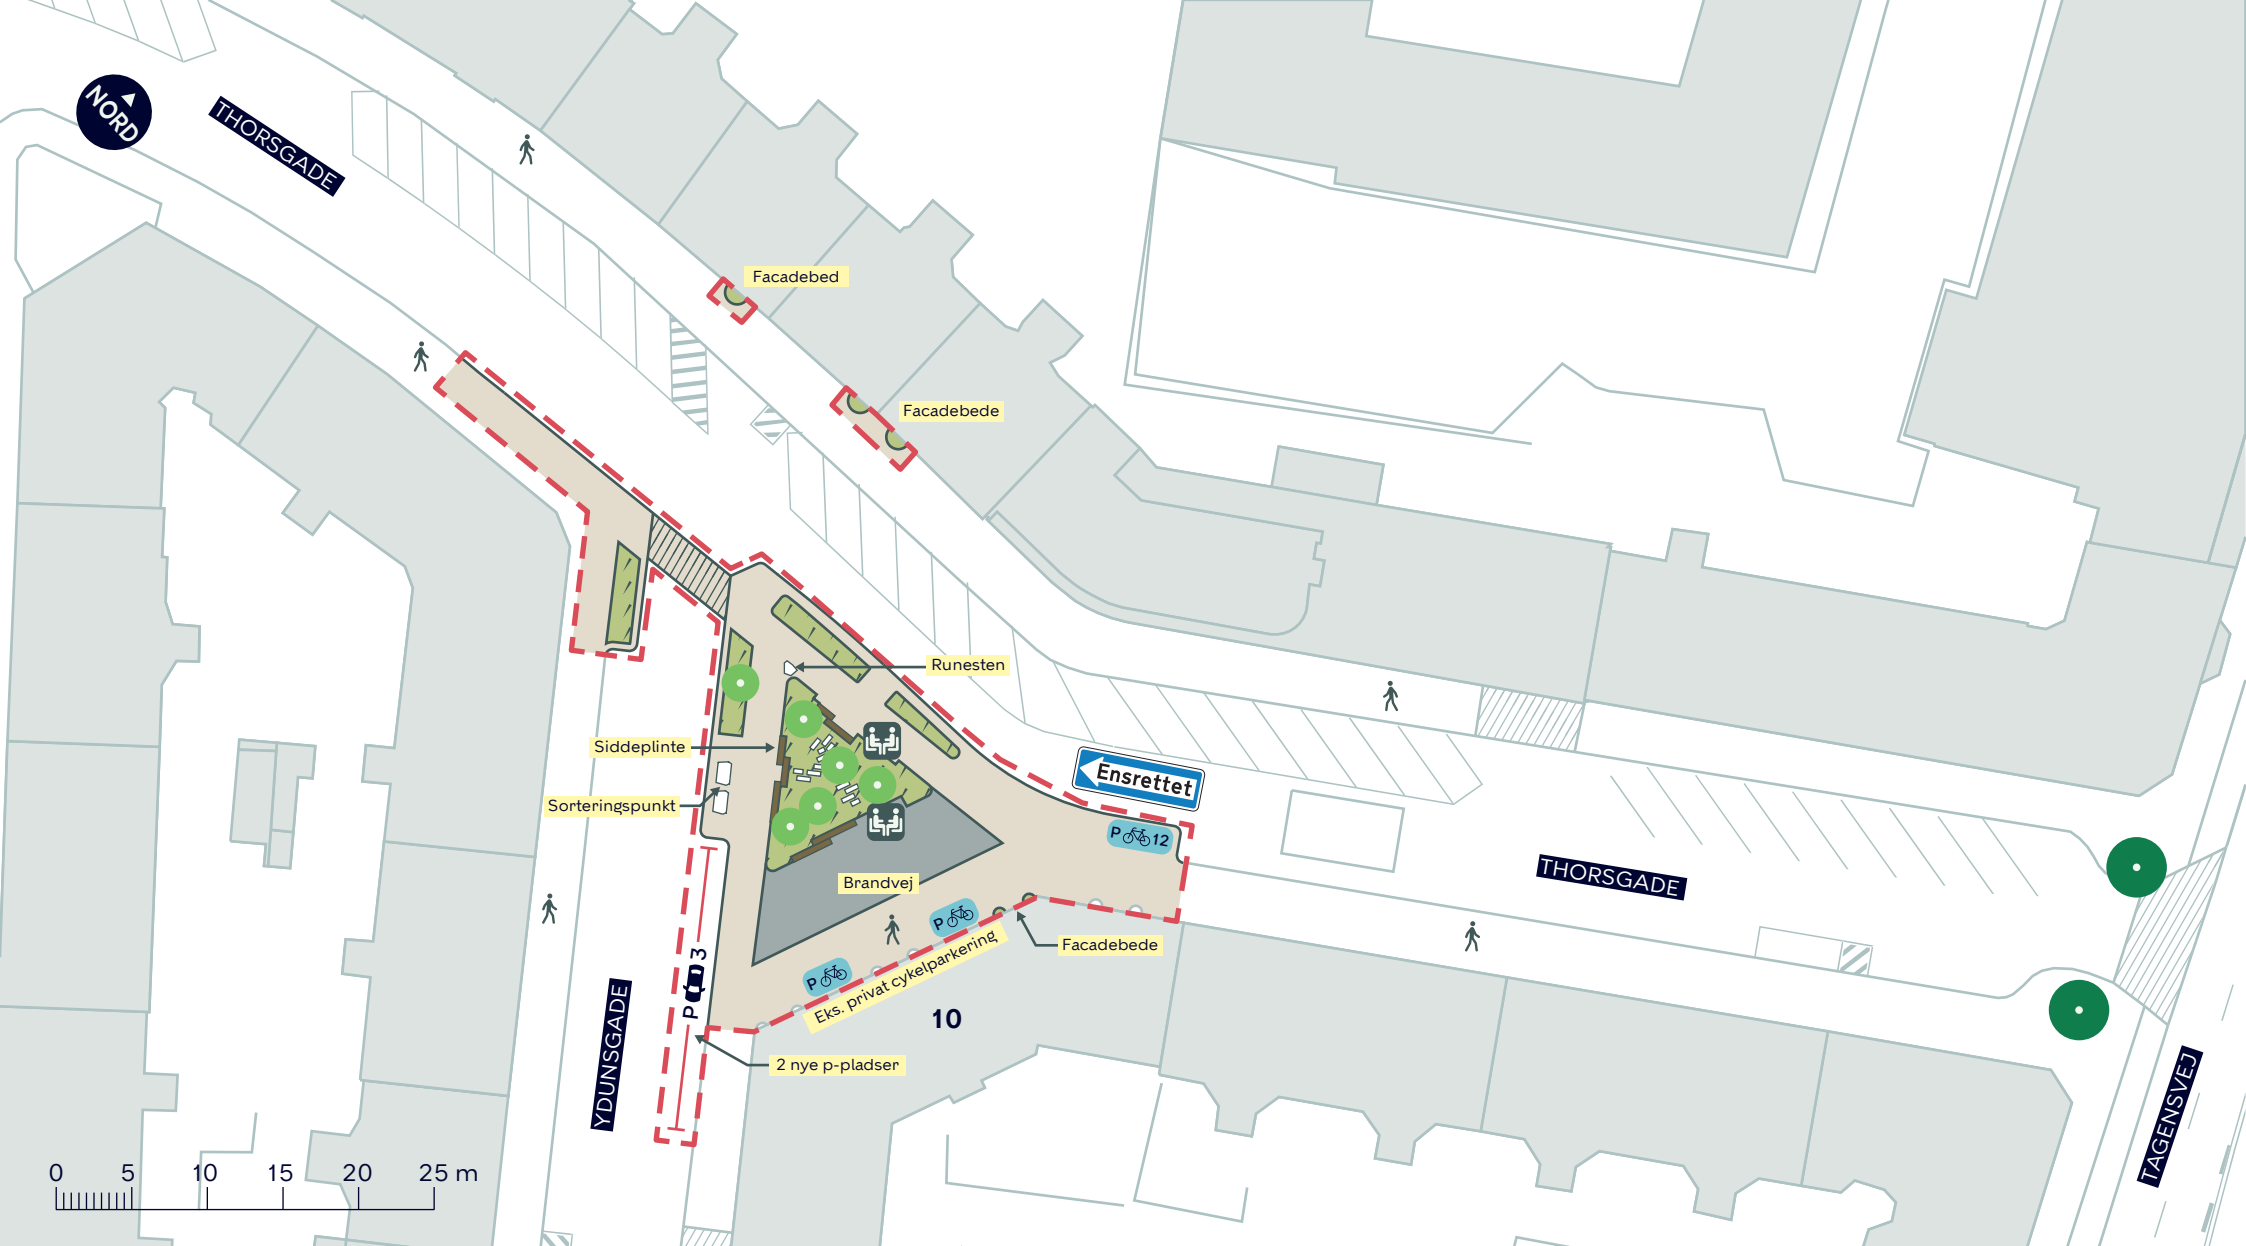 NORD
THORSGADE
Facadebed
Facadebede
Runesten
Siddeplinte
Ensrettet
Sorteringspunkt
P 12
THORSGADE
Brandvej
P
Facadebede
P
Eks. privat cykelparkering
P 3
10
YDUNSGADE
2 nye p-pladser
TAGENSVEJ
0 5 10 15 20 25 m